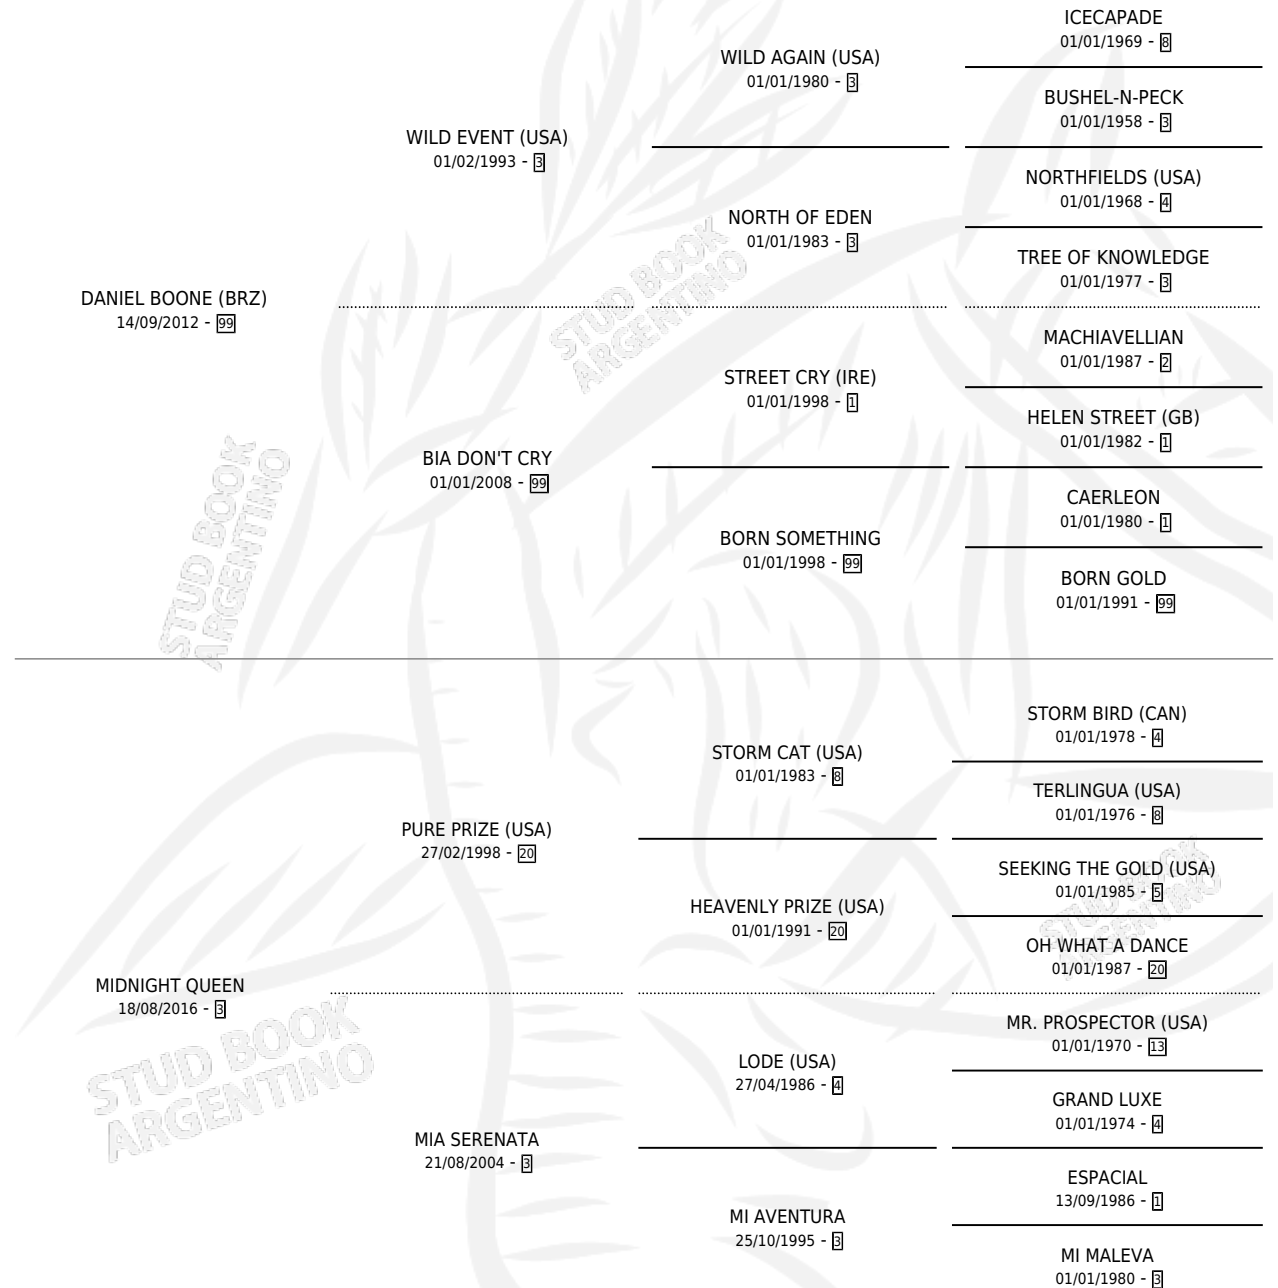 ICECAPADE
01/01/1969 - 8
WILD AGAIN (USA)
01/01/1980 - 3
BUSHEL-N-PECK
01/01/1958 - 3
WILD EVENT (USA)
01/02/1993 - 3
NORTHFIELDS (USA)
01/01/1968 - 4
NORTH OF EDEN
01/01/1983 - 3
TREE OF KNOWLEDGE
01/01/1977 - 3
DANIEL BOONE (BRZ)
14/09/2012 - 99
MACHIAVELLIAN
01/01/1987 - 2
STREET CRY (IRE)
01/01/1998 - 1
HELEN STREET (GB)
01/01/1982 - 1
BIA DON'T CRY
01/01/2008 - 99
CAERLEON
01/01/1980 - 1
BORN SOMETHING
01/01/1998 - 99
BORN GOLD
01/01/1991 - 99
STORM BIRD (CAN)
01/01/1978 - 4
STORM CAT (USA)
01/01/1983 - 8
TERLINGUA (USA)
01/01/1976 - 8
PURE PRIZE (USA)
27/02/1998 - 20
SEEKING THE GOLD (USA)
01/01/1985 - 5
HEAVENLY PRIZE (USA)
01/01/1991 - 20
OH WHAT A DANCE
01/01/1987 - 20
MIDNIGHT QUEEN
18/08/2016 - 3
MR. PROSPECTOR (USA)
01/01/1970 - 13
LODE (USA)
27/04/1986 - 4
GRAND LUXE
01/01/1974 - 4
MIA SERENATA
21/08/2004 - 3
ESPACIAL
13/09/1986 - 1
MI AVENTURA
25/10/1995 - 3
MI MALEVA
01/01/1980 - 3
STUD BOOK
ARGENTINO
STUD BOOK
ARGENTINO
STUD BOOK
ARGENTINO
STUD BOOK
ARGENTINO